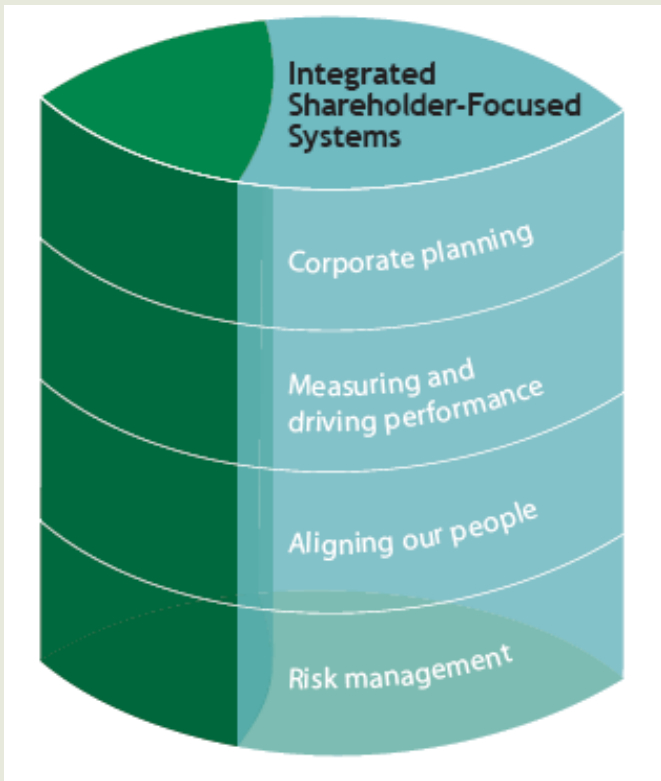 Integrated
Shareholder-Focused
Systems
Corporate planning
Measuring and
driving performance
Aligning our people
Risk management